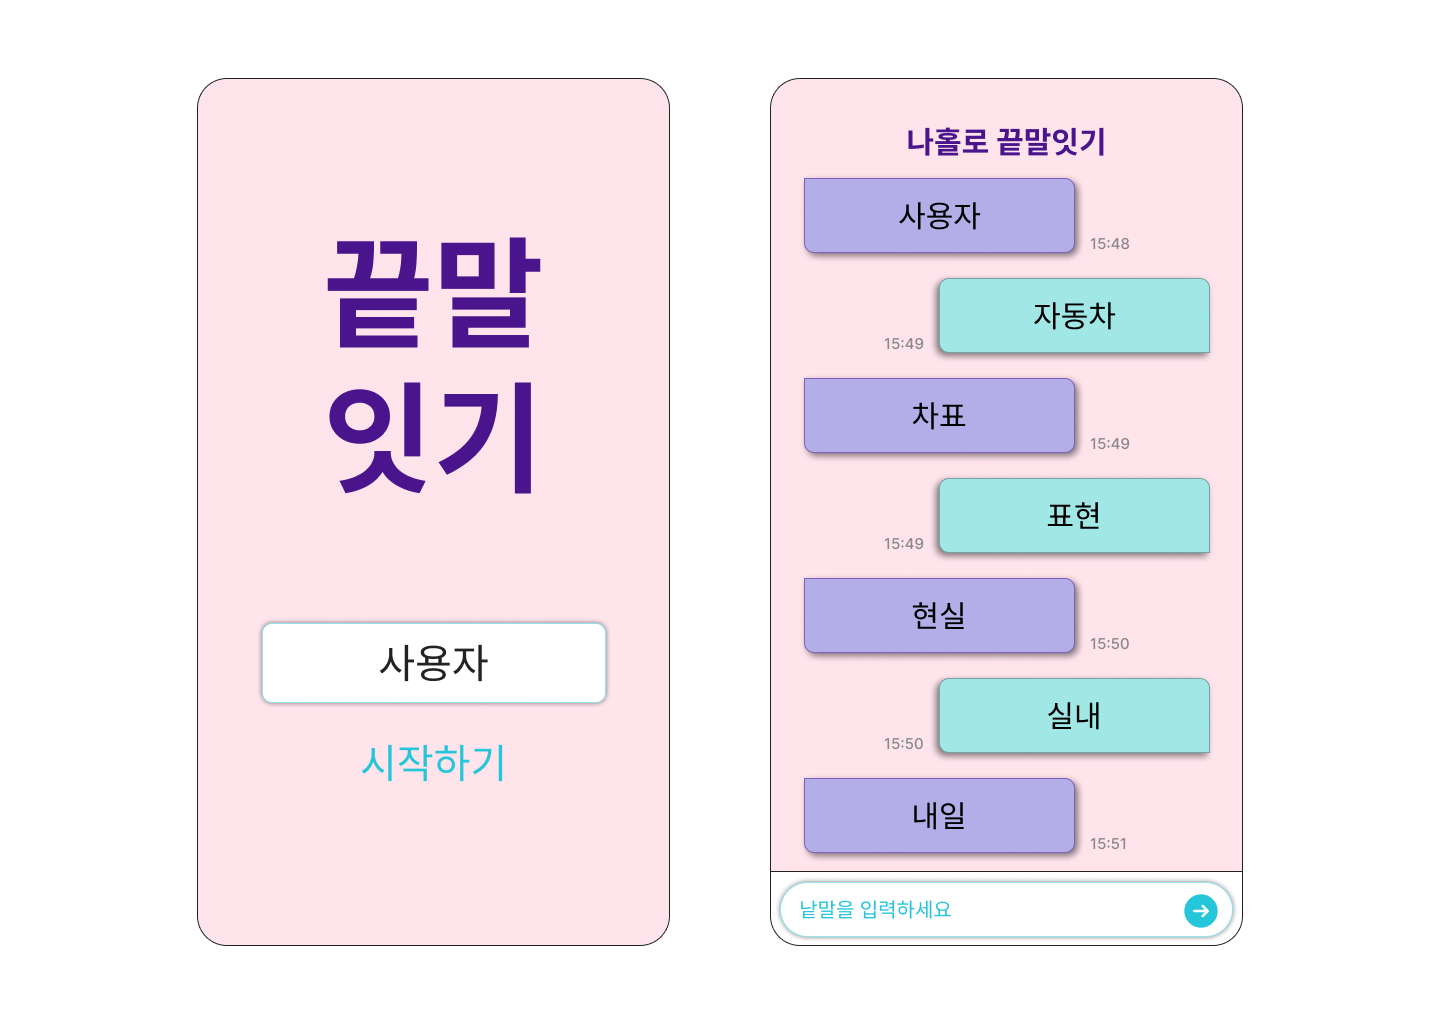 끝말
잇기
사용자
시작하기
나홀로 끝말잇기
사용자
15:48
자동차
15:49
차표
15:49
표현
15:49
현실
15:50
실내
15:50
내일
15:51
낱말을 입력하세요